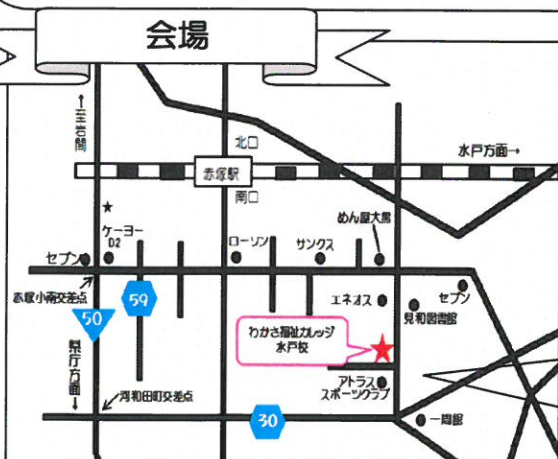 会場
↑至岩間
北口
水戸方面→
赤塚駅
南口
★
ケーヨー
D2
めん屋大熊
セブン
ローソン
サンクス
赤塚小南交差点
59
エネオス
セブン
50
見和図書館
わかさ福祉カレッジ
水戸校
県庁方面↓
アトラス
スポーツクラブ
河和田町交差点
30